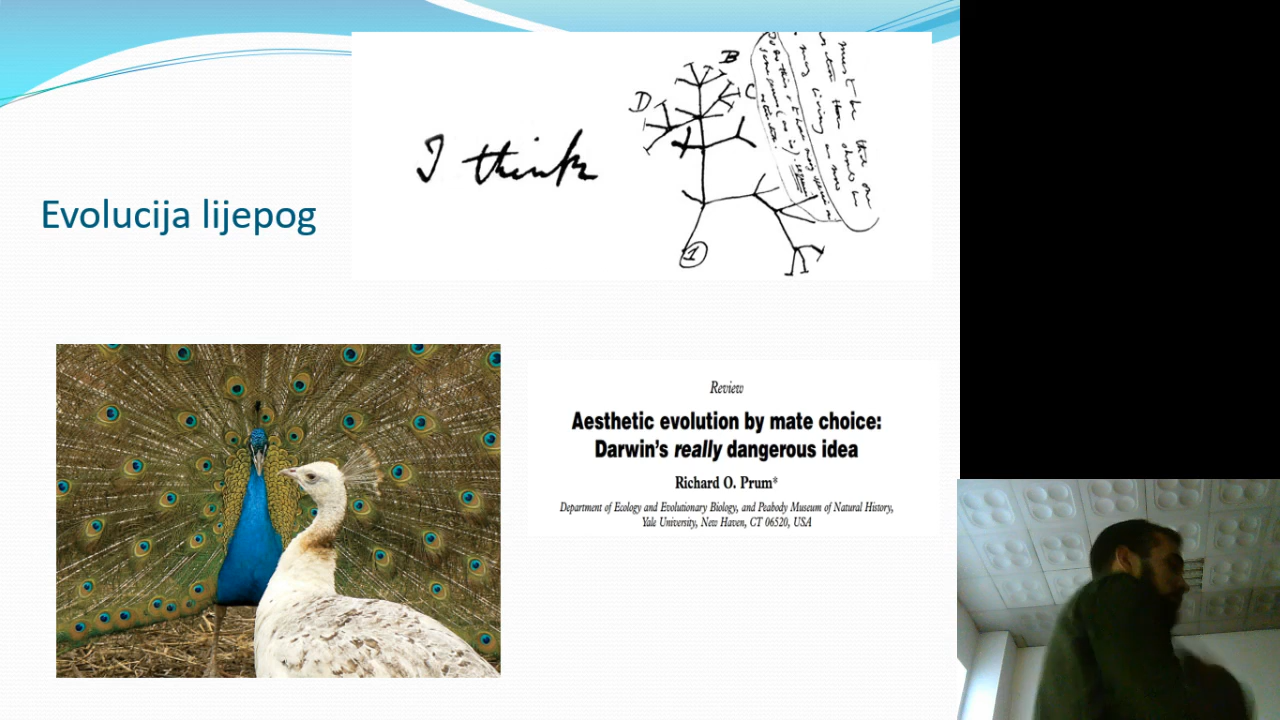 I think
B
D
C
1
Evolucija lijepog
Review
Aesthetic evolution by mate choice:
Darwin's really dangerous idea
Richard O. Prum*
Department of Ecology and Evolutionary Biology, and Peabody Museum of Natural History,
Yale University, New Haven, CT 06520, USA